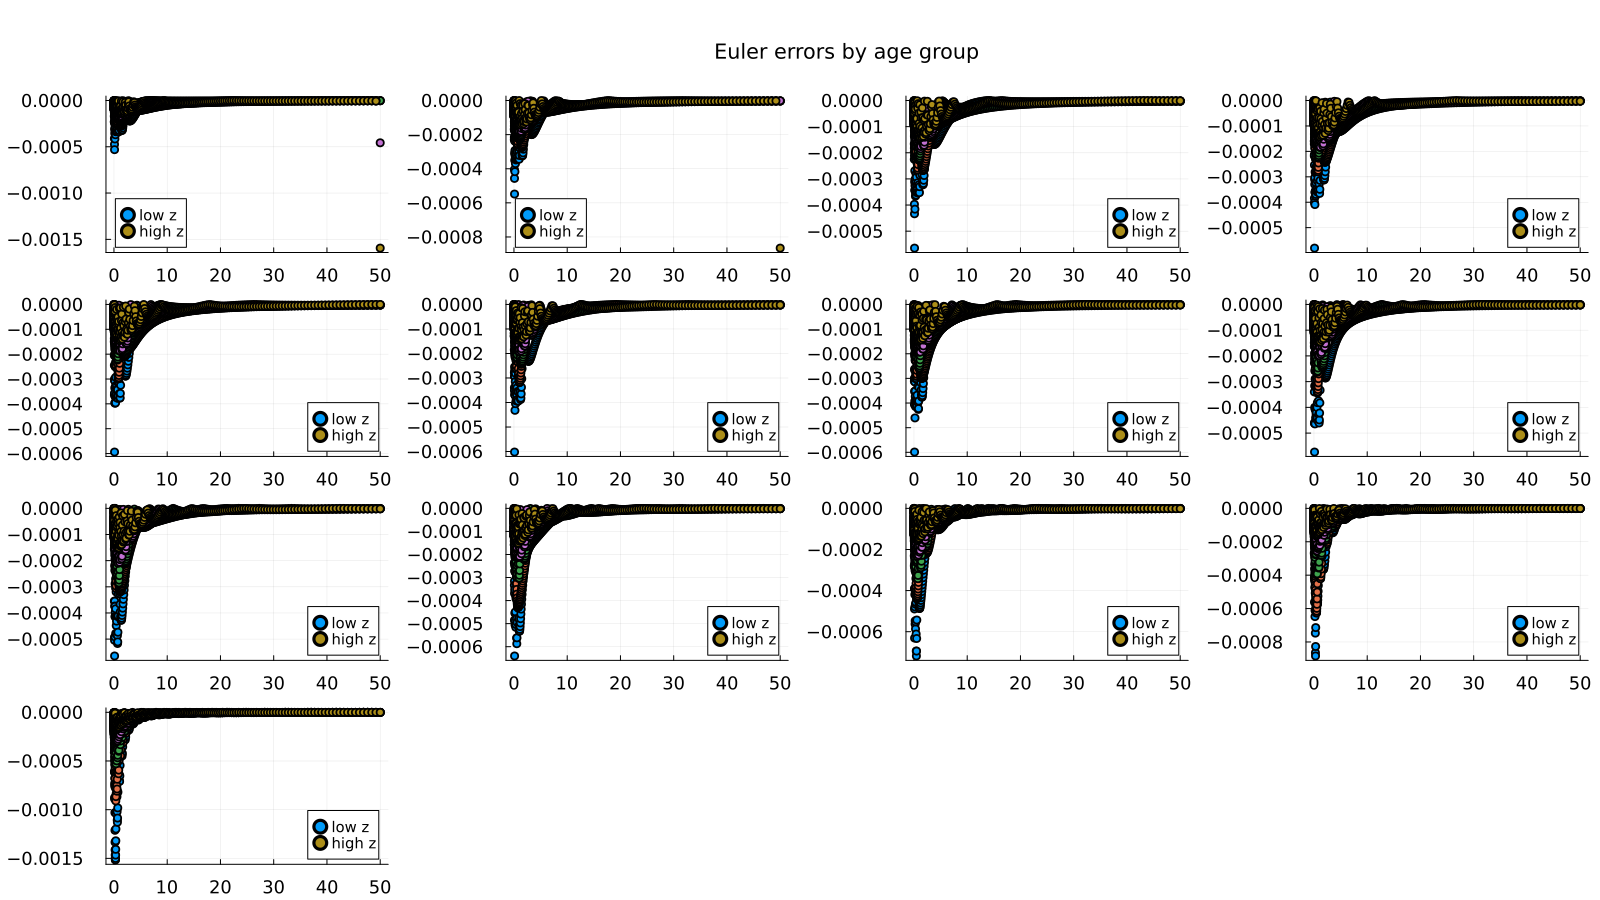 Euler errors by age group
0.0000 0.0000 0.0000 0.0000
−0.0005 −0.0002 −0.0001 −0.0001
−0.0010 −0.0004 −0.0002 −0.0002
−0.0015 −0.0006 −0.0003 −0.0003
−0.0008 −0.0004 −0.0004
−0.0005 −0.0005
low z low z low z low z
high z high z high z high z
0 10 20 30 40 50 0 10 20 30 40 50 0 10 20 30 40 50 0 10 20 30 40 50
0.0000 0.0000 0.0000 0.0000
−0.0001 −0.0001 −0.0001 −0.0001
−0.0002 −0.0002 −0.0002 −0.0002
−0.0003 −0.0003 −0.0003 −0.0003
−0.0004 −0.0004 −0.0004 −0.0004
−0.0005 −0.0005 −0.0005 −0.0005
−0.0006 −0.0006 −0.0006
low z low z low z low z
high z high z high z high z
0 10 20 30 40 50 0 10 20 30 40 50 0 10 20 30 40 50 0 10 20 30 40 50
0.0000 0.0000 0.0000 0.0000
−0.0001 −0.0001 −0.0002 −0.0002
−0.0002 −0.0002 −0.0004 −0.0004
−0.0003 −0.0003 −0.0006 −0.0006
−0.0004 −0.0004 −0.0008
−0.0005 −0.0005
−0.0006
low z low z low z low z
high z high z high z high z
0 10 20 30 40 50 0 10 20 30 40 50 0 10 20 30 40 50 0 10 20 30 40 50
0.0000
−0.0005
−0.0010
−0.0015
low z
high z
0 10 20 30 40 50